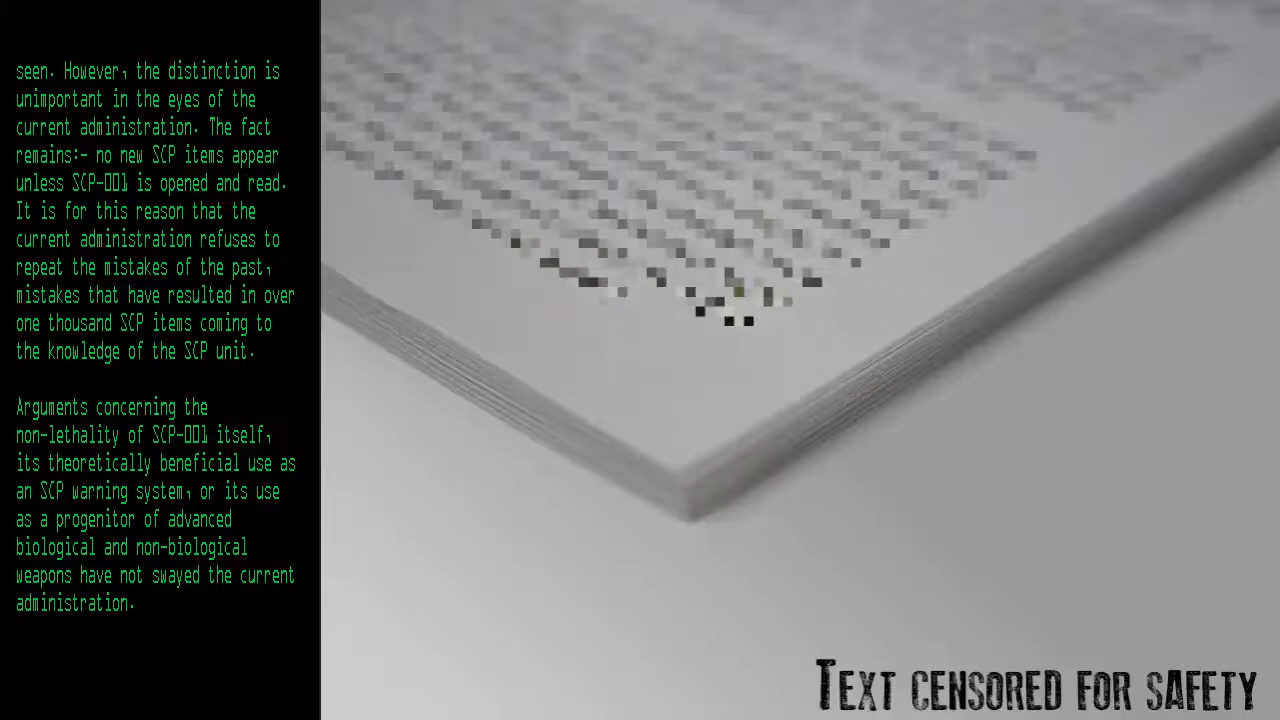 seen. However, the distinction is
unimportant in the eyes of the
current administration. The fact
remains:- no new SCP items appear
unless SCP-001 is opened and read.
It is for this reason that the
current administration refuses to
repeat the mistakes of the past,
mistakes that have resulted in over
one thousand SCP items coming to
the knowledge of the SCP unit.
Arguments concerning the
non-lethality of SCP-001 itself,
its theoretically beneficial use as
an SCP warning system, or its use
as a progenitor of advanced
biological and non-biological
weapons have not swayed the current
administration.
Text censored for safety